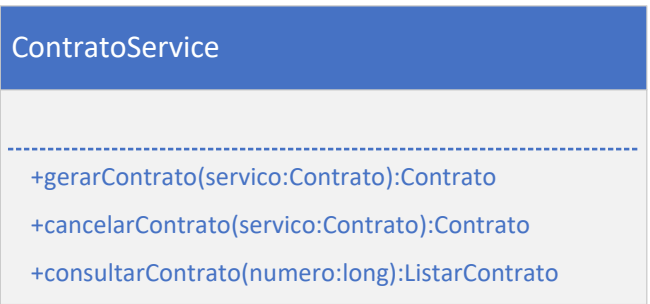 ContratoService
+gerarContrato(servico:Contrato):Contrato
+cancelarContrato(servico:Contrato):Contrato
+consultarContrato(numero:long):ListarContrato